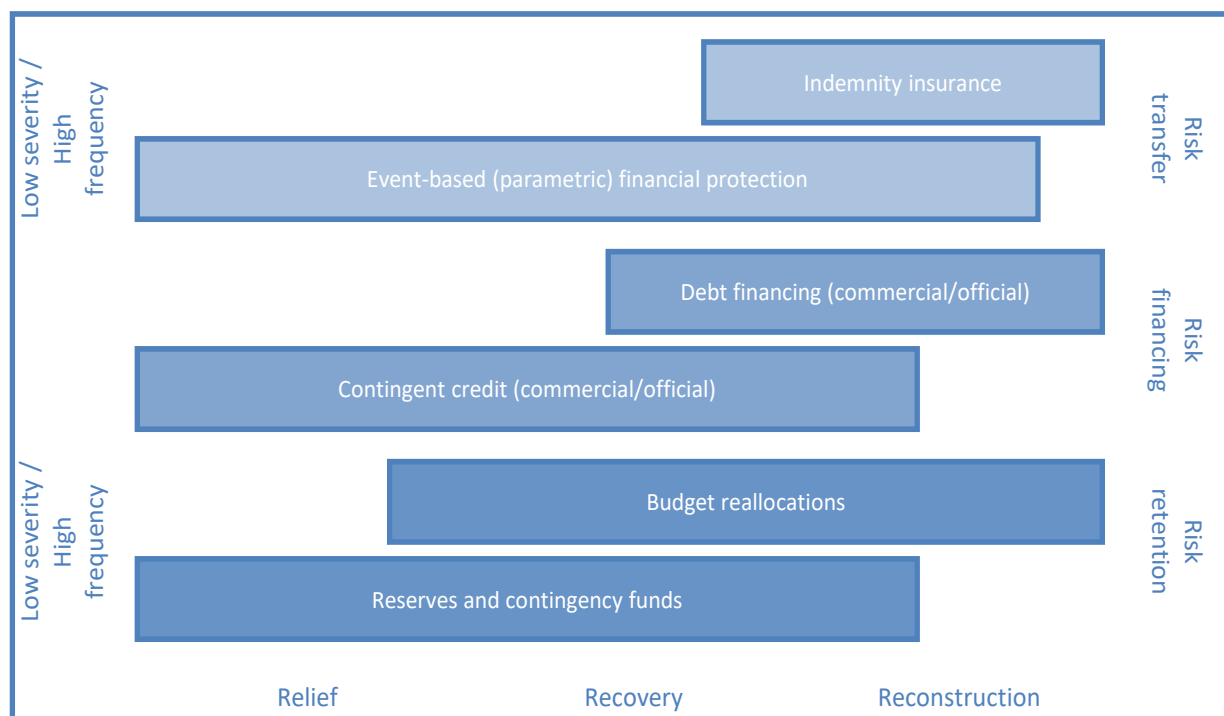 Low severity /
High
frequency
Indemnity insurance
Risk
transfer
Event-based (parametric) financial protection
Debt financing (commercial/official)
Risk
financing
Contingent credit (commercial/official)
Low severity /
High
frequency
Budget reallocations
Risk
retention
Reserves and contingency funds
Relief
Recovery
Reconstruction